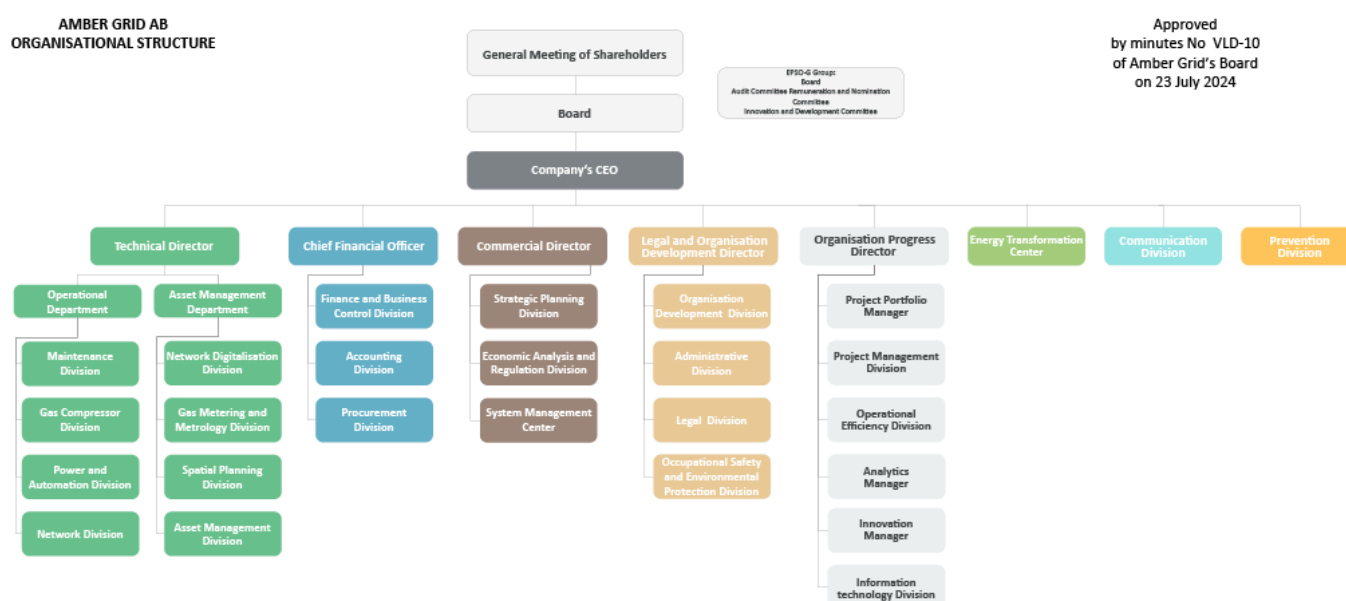 AMBER GRID AB
ORGANISATIONAL STRUCTURE
Approved
by minutes No VLD-10
of Amber Grid's Board
on 23 July 2024
General Meeting of Shareholders
EPSO-G Group:
Board
Audit Committee Remuneration and Nomination
Committee
Innovation and Development Committee
Board
Company's CEO
Technical Director
Chief Financial Officer
Commercial Director
Legal and Organisation
Development Director
Organisation Progress
Director
Energy Transformation
Center
Communication
Division
Prevention
Division
Operational
Department
Maintenance
Division
Gas Compressor
Division
Power and
Automation Division
Network Division
Asset Management
Department
Network Digitalisation
Division
Gas Metering and
Metrology Division
Spatial Planning
Division
Asset Management
Division
Finance and Business
Control Division
Accounting
Division
Procurement
Division
Strategic Planning
Division
Economic Analysis and
Regulation Division
System Management
Center
Organisation
Development Division
Administrative
Division
Legal Division
Occupational Safety
and Environmental
Protection Division
Project Portfolio
Manager
Project Management
Division
Operational
Efficiency Division
Analytics
Manager
Innovation
Manager
Information
technology Division